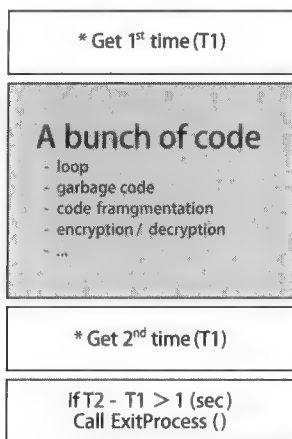 * Get 1st time (T1)
A bunch of code
- loop
- garbage code
- code framgmentation
- encryption / decryption
- ...
* Get 2nd time (T1)
If T2 - T1 > 1 (sec)
Call ExitProcess ()